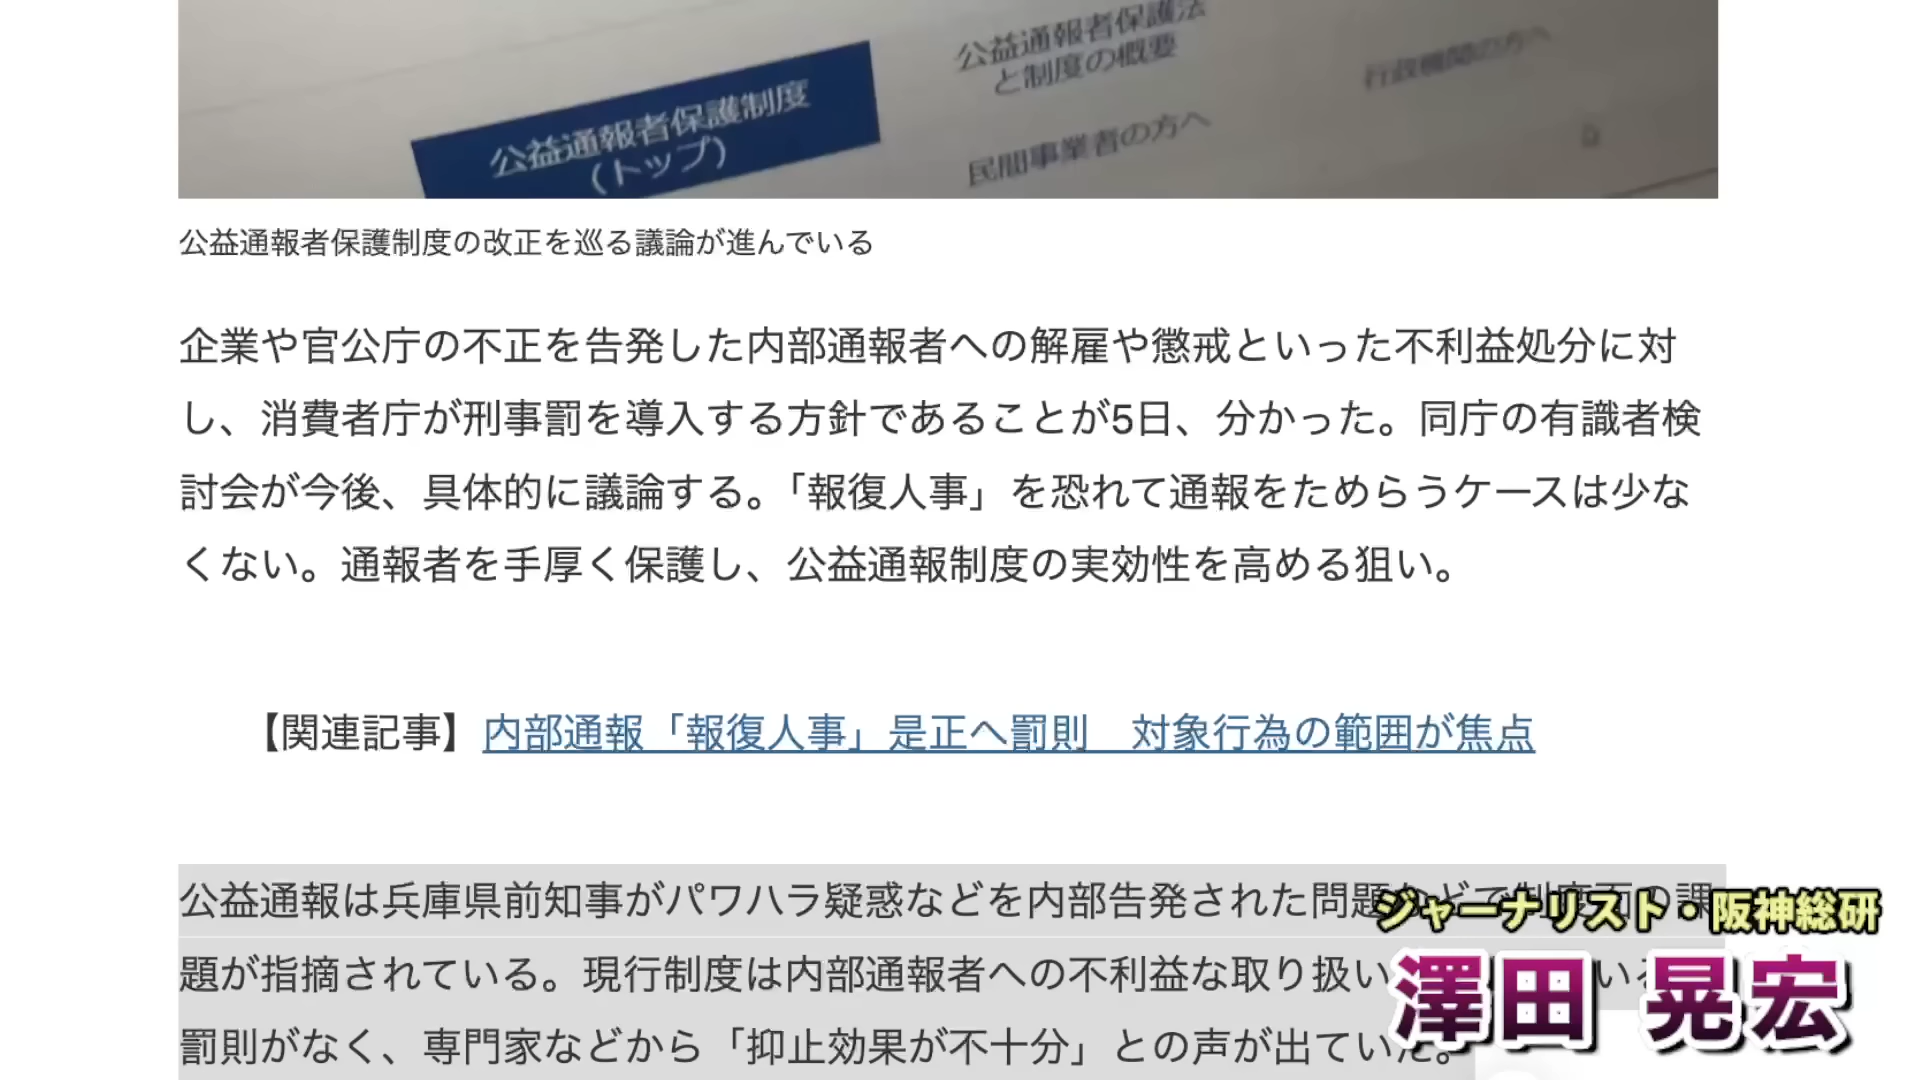 公益通報者保護法
と制度の概要
行政機関の方へ
公益通報者保護制度
(トップ)
民間事業者の方へ
公益通報者保護制度の改正を巡る議論が進んでいる
企業や官公庁の不正を告発した内部通報者への解雇や懲戒といった不利益処分に対
し、消費者庁が刑事罰を導入する方針であることが5日、分かった。同庁の有識者検
討会が今後、具体的に議論する。「報復人事」を恐れて通報をためらうケースは少な
くない。通報者を手厚く保護し、公益通報制度の実効性を高める狙い。
【関連記事】内部通報「報復人事」是正へ罰則　対象行為の範囲が焦点
公益通報は兵庫県前知事がパワハラ疑惑などを内部告発された問題などで制度面の課
ジャーナリスト・阪神総研
題が指摘されている。現行制度は内部通報者への不利益な取り扱い
澤田 晃宏
罰則がなく、専門家などから「抑止効果が不十分」との声が出ていた。